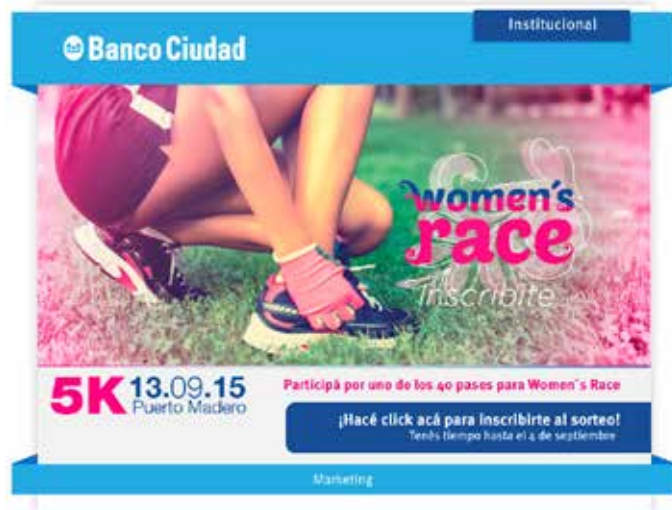 Institucional
Banco Ciudad
women's
race
Inscribite
5K 13.09.15
Puerto Madero
Participá por uno de los 40 pases para Women´s Race
¡Hacé click acá para inscribirte al sorteo!
Tenés tiempo hasta el 4 de septiembre
Marketing